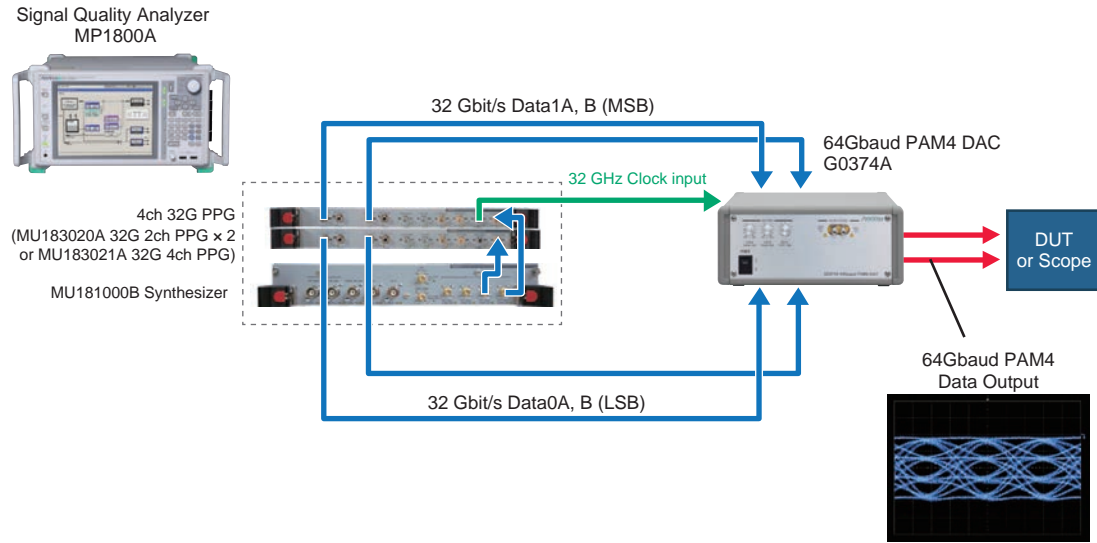 Signal Quality Analyzer
MP1800A
32 Gbit/s Data1A, B (MSB)
64Gbaud PAM4 DAC
G0374A
32 GHz Clock input
4ch 32G PPG
(MU183020A 32G 2ch PPG x 2
or MU183021A 32G 4ch PPG)
MU181000B Synthesizer
DUT
or Scope
64Gbaud PAM4
Data Output
32 Gbit/s Data0A, B (LSB)